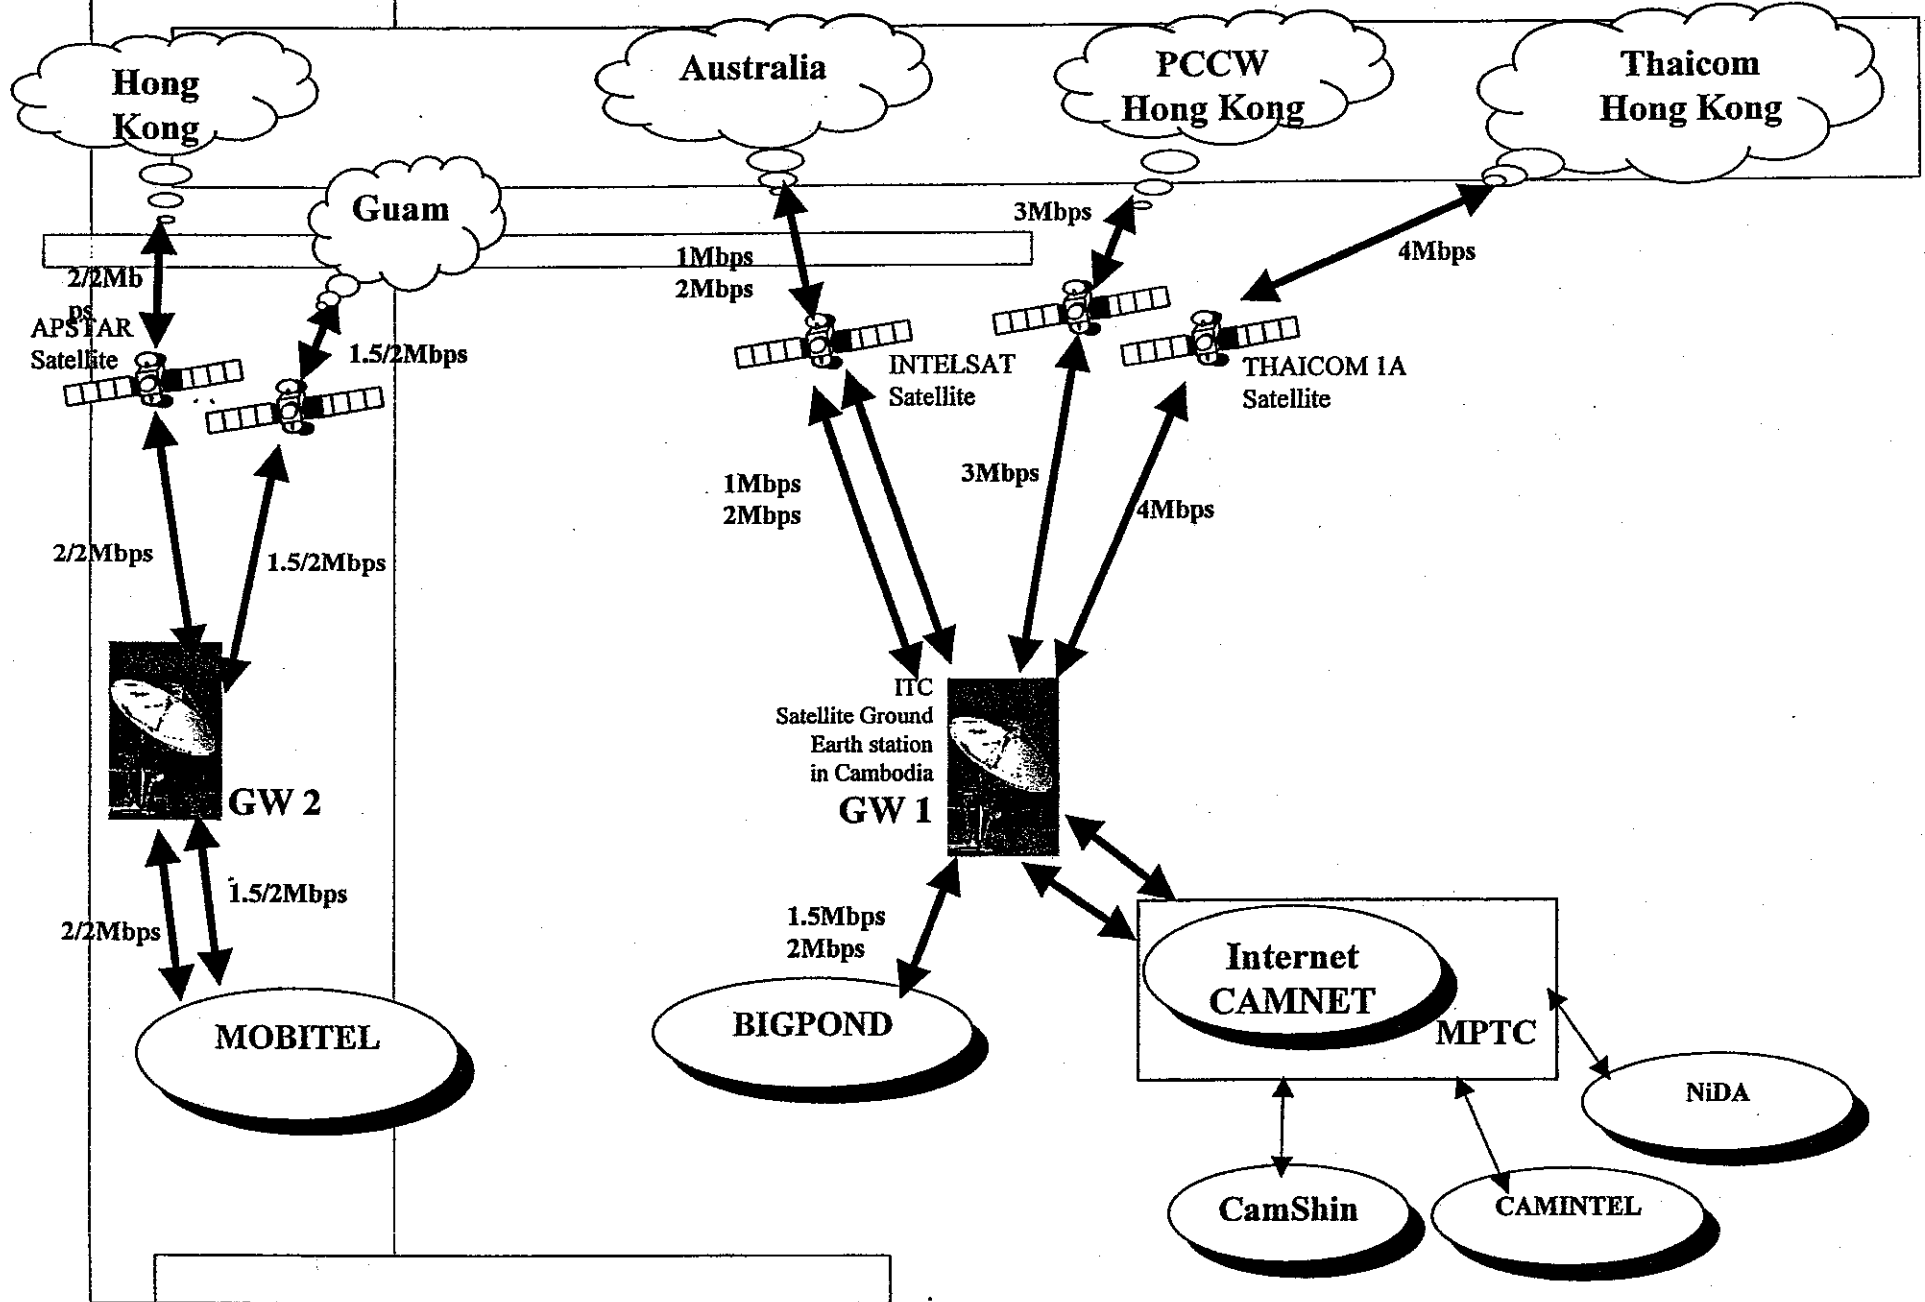 Hong
Kong
Australia
PCCW
Hong Kong
Thaicom
Hong Kong
Guam
3Mbps
4Mbps
2/2Mb
ps
1Mbps
2Mbps
APSTAR
Satellite
1.5/2Mbps
INTELSAT
Satellite
THAICOM 1A
Satellite
1Mbps
2Mbps
3Mbps
4Mbps
2/2Mbps
1.5/2Mbps
ITC
Satellite Ground
Earth station
in Cambodia
GW 1
GW 2
1.5/2Mbps
2/2Mbps
1.5Mbps
2Mbps
Internet
CAMNET
MPTC
MOBITEL
BIGPOND
NiDA
CamShin
CAMINTEL